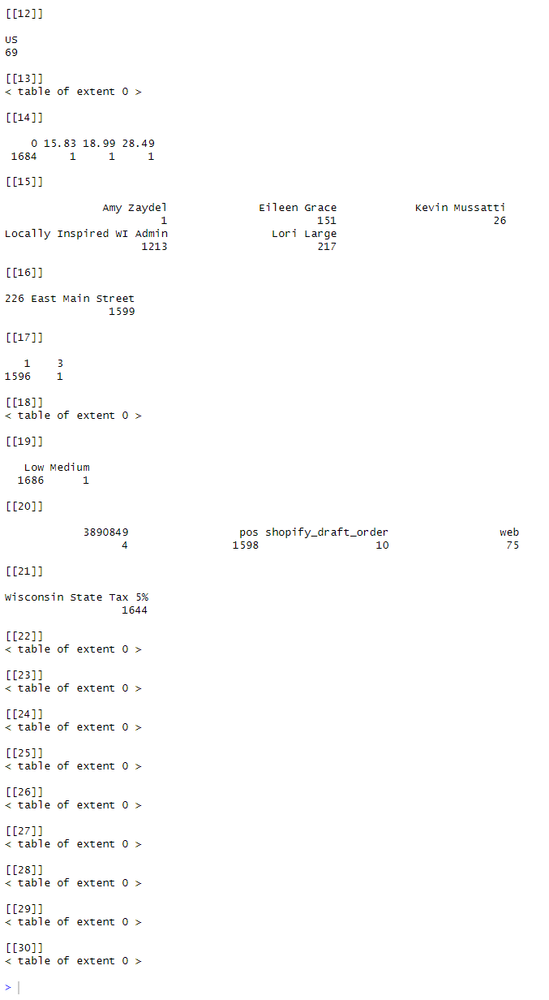 [[12]]
US
69
[[13]]
< table of extent 0 >
[[14]]
0 15.83 18.99 28.49
1684 1 1 1
[[15]]
Amy Zaydel Eileen Grace Kevin Mussatti
1 151 26
Locally Inspired WI Admin Lori Large
1213 217
[[16]]
226 East Main Street
1599
[[17]]
1 3
1596 1
[[18]]
< table of extent 0 >
[[19]]
Low Medium
1686 1
[[20]]
3890849 pos shopify_draft_order web
4 1598 10 75
[[21]]
Wisconsin State Tax 5%
1644
[[22]]
< table of extent 0 >
[[23]]
< table of extent 0 >
[[24]]
< table of extent 0 >
[[25]]
< table of extent 0 >
[[26]]
< table of extent 0 >
[[27]]
< table of extent 0 >
[[28]]
< table of extent 0 >
[[29]]
< table of extent 0 >
[[30]]
< table of extent 0 >
>